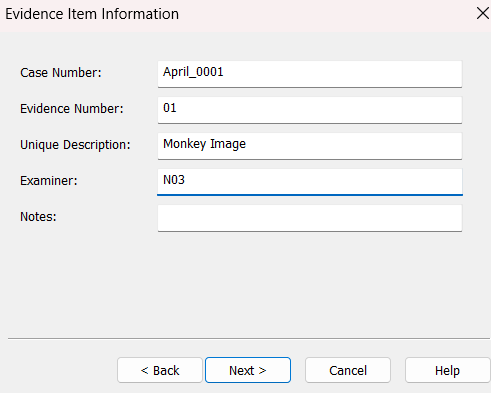 Evidence Item Information
Case Number: April_0001
Evidence Number: 01
Unique Description: Monkey Image
Examiner: N03
Notes:
< Back Next > Cancel Help